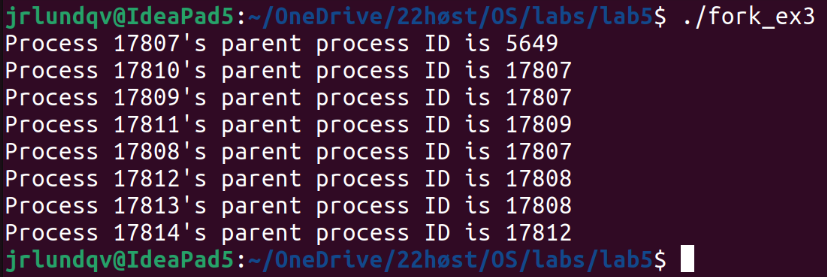 jrlundqv@IdeaPad5:~/OneDrive/22høst/OS/labs/lab5$ ./fork_ex3
Process 17807's parent process ID is 5649
Process 17810's parent process ID is 17807
Process 17809's parent process ID is 17807
Process 17811's parent process ID is 17809
Process 17808's parent process ID is 17807
Process 17812's parent process ID is 17808
Process 17813's parent process ID is 17808
Process 17814's parent process ID is 17812
jrlundqv@IdeaPad5:~/OneDrive/22høst/OS/labs/lab5$